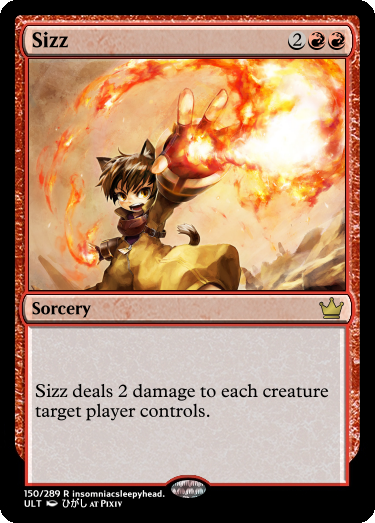 Sizz 2
Sorcery
Sizz deals 2 damage to each creature
target player controls.
150/289 R insomniacsleepyhead.
ULT ひがし AT PIXIV